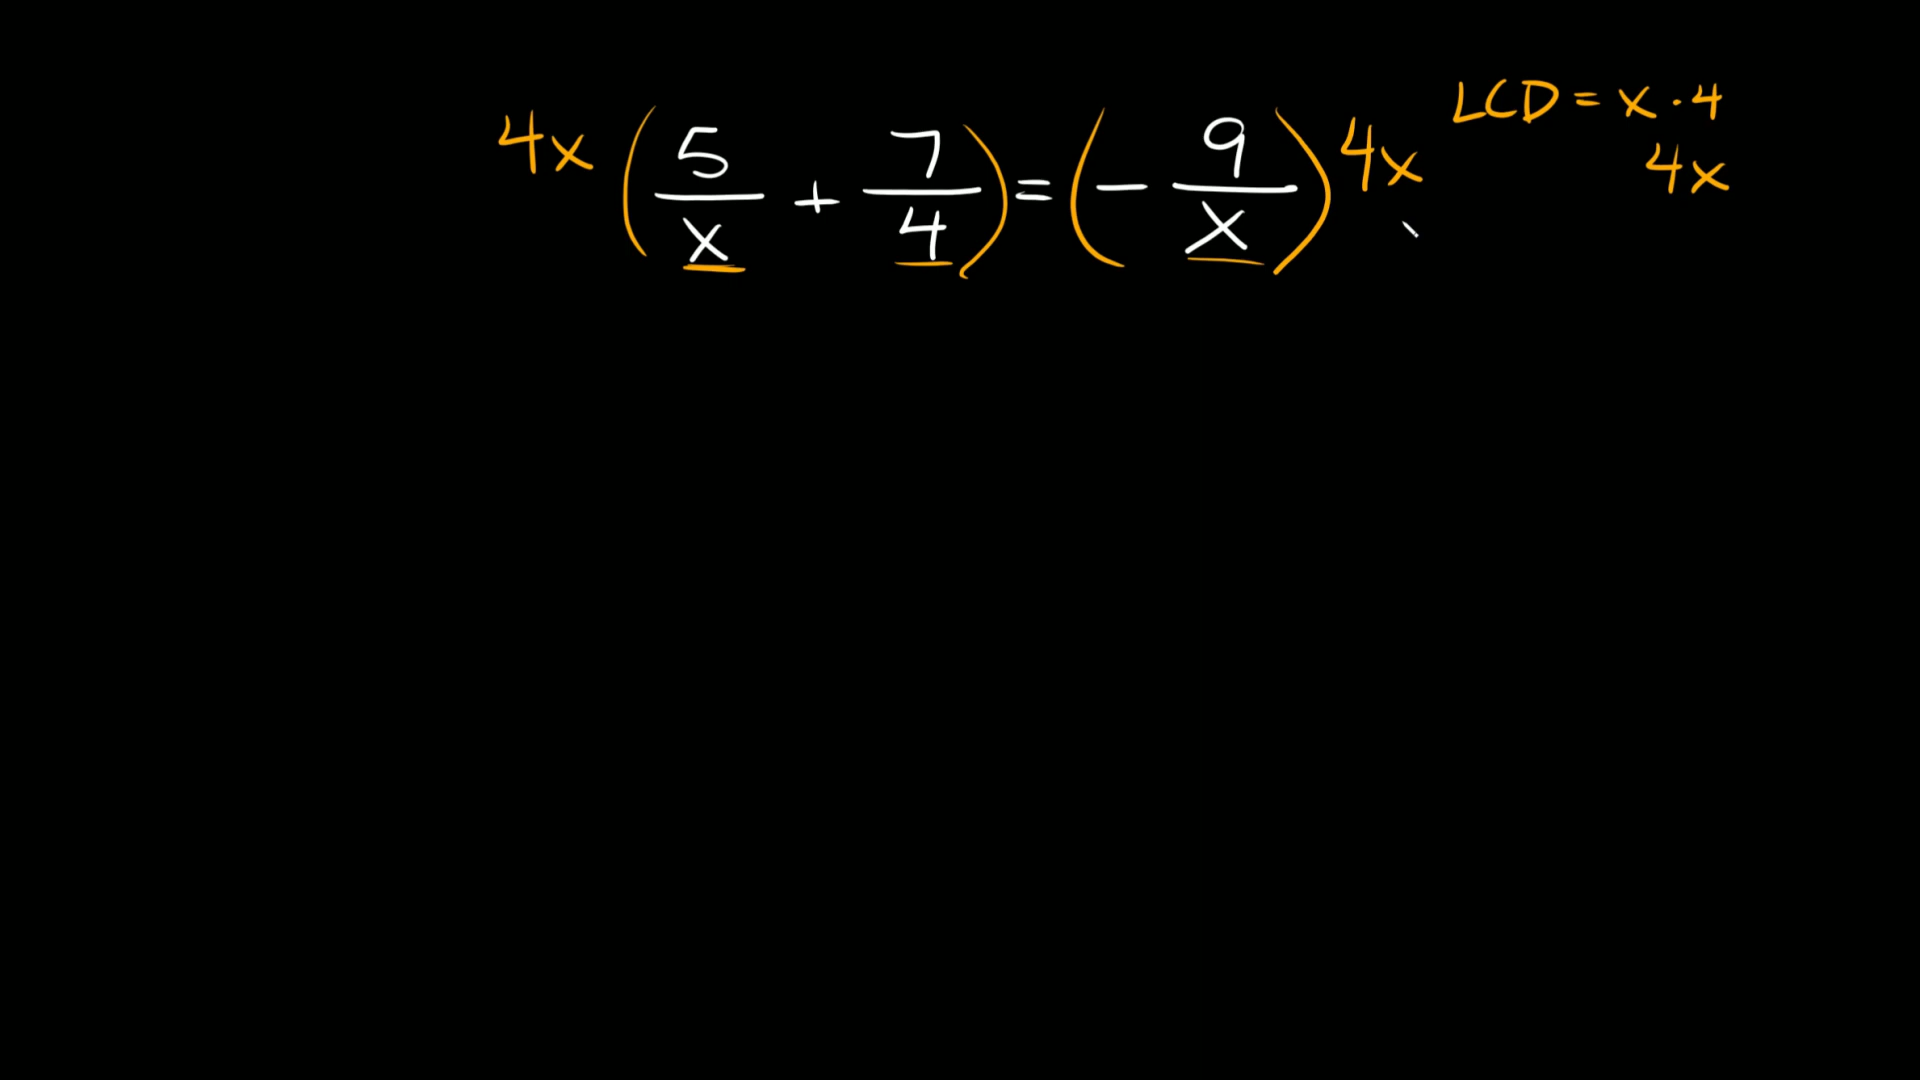 4x (5/x + 7/4) = (- 9/x) 4x
LCD = x · 4
4x